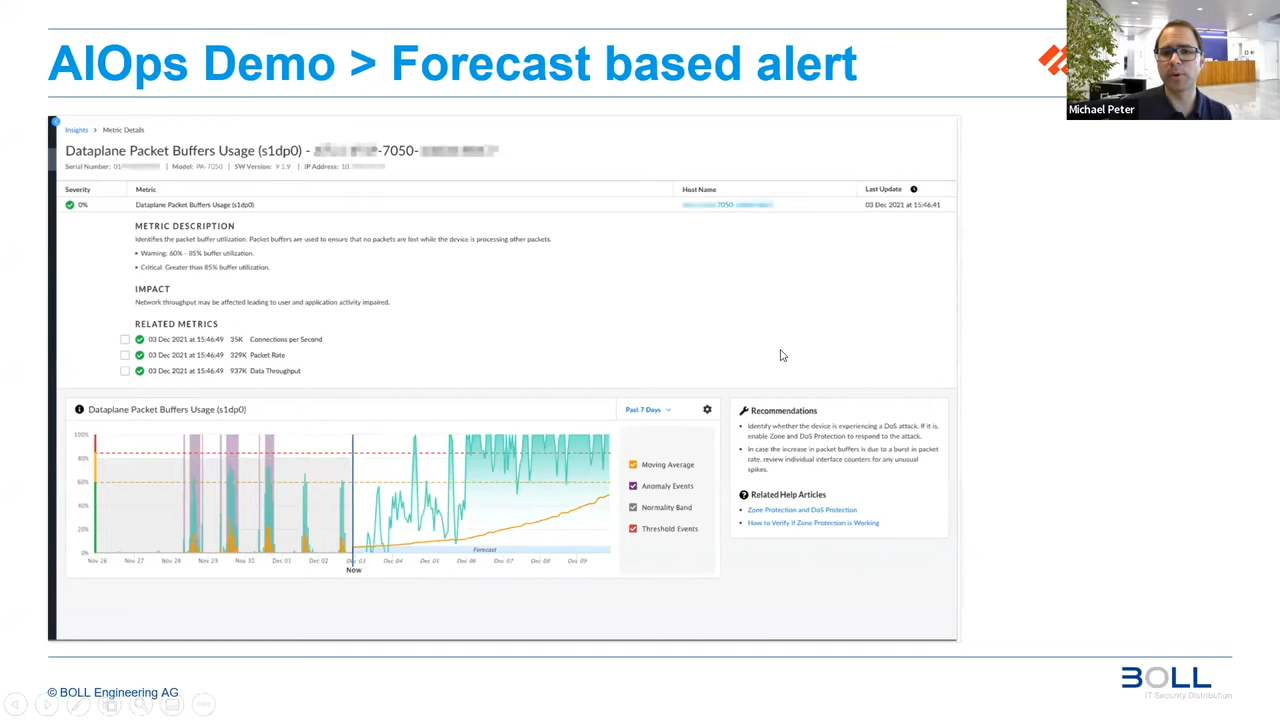 AIOps Demo > Forecast based alert
Michael Peter
Insights > Metric Details
Dataplane Packet Buffers Usage (s1dp0) - -7050-
Serial Number: 01 | Model: PA-7050 | SW Version: 9.1.9 | IP Address: 10.
Severity Metric Host Name Last Update
0% Dataplane Packet Buffers Usage (s1dp0) 7050 03 Dec 2021 at 15:46:41
METRIC DESCRIPTION
Identifies the packet buffer utilization. Packet buffers are used to ensure that no packets are lost while the device is processing other packets.
• Warning: 60% - 85% buffer utilization.
• Critical: Greater than 85% buffer utilization.
IMPACT
Network throughput may be affected leading to user and application activity impaired.
RELATED METRICS
03 Dec 2021 at 15:46:49 35K Connections per Second
03 Dec 2021 at 15:46:49 329K Packet Rate
03 Dec 2021 at 15:46:49 937K Data Throughput
Dataplane Packet Buffers Usage (s1dp0)
Past 7 Days
100%
80%
60%
40%
20%
0%
Forecast
Nov 26 Nov 27 Nov 28 Nov 29 Nov 30 Dec 01 Dec 02 Dec 03 Dec 04 Dec 05 Dec 06 Dec 07 Dec 08 Dec 09
Now
Moving Average
Anomaly Events
Normality Band
Threshold Events
Recommendations
• Identify whether the device is experiencing a DoS attack. If it is,
enable Zone and DoS Protection to respond to the attack.
• In case the increase in packet buffers is due to a burst in packet
rate, review individual interface counters for any unusual
spikes.
Related Help Articles
• Zone Protection and DoS Protection
• How to Verify if Zone Protection is Working
© BOLL Engineering AG
BOLL
IT Security Distribution